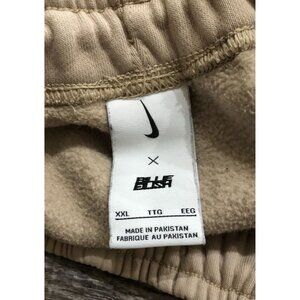 ×
BILLIE
EILISH
XXL TTG EEG
MADE IN PAKISTAN
FABRIQUÉ AU PAKISTAN